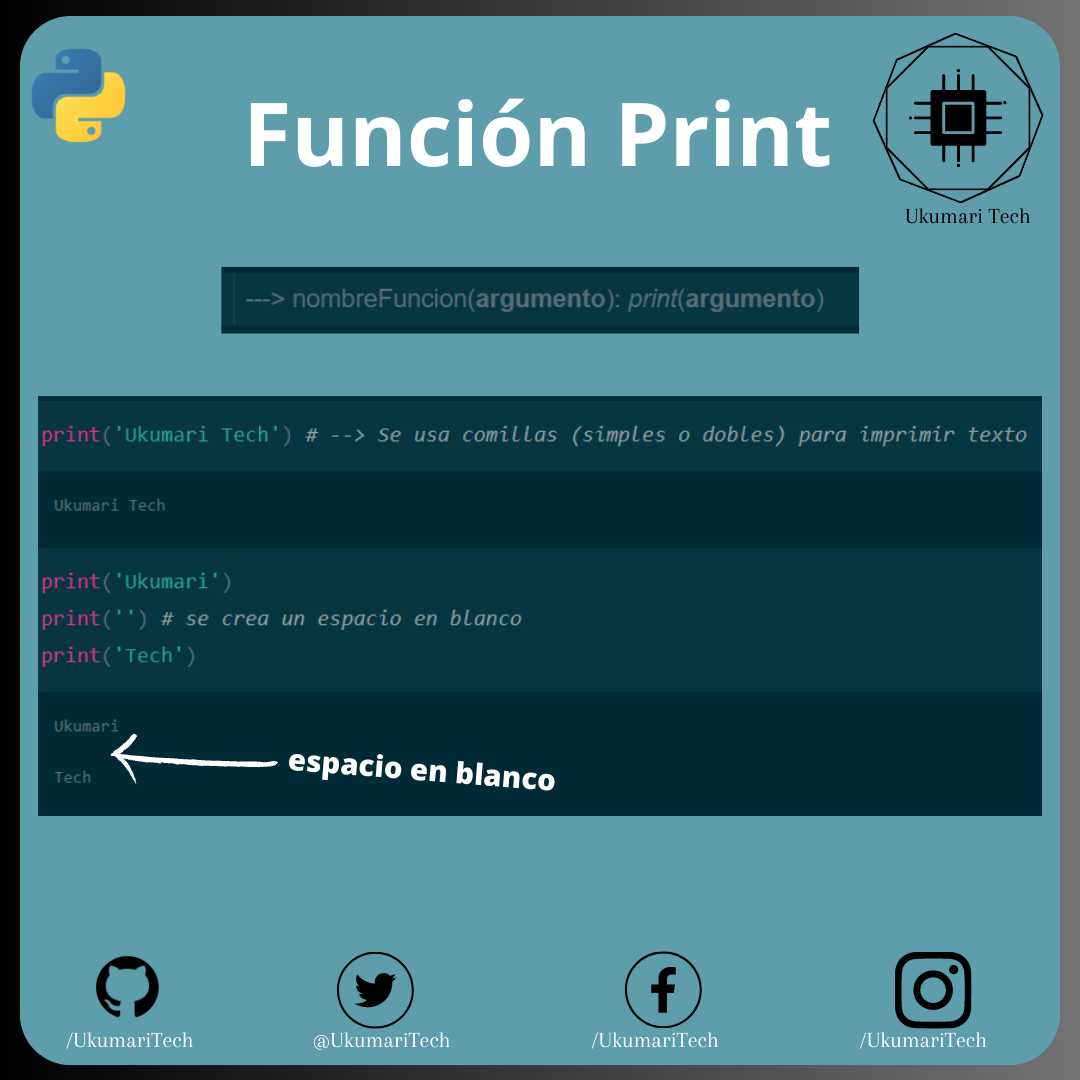 Función Print
Ukumari Tech
---> nombreFuncion(argumento): print(argumento)
print('Ukumari Tech') # --> Se usa comillas (simples o dobles) para imprimir texto
Ukumari Tech
print('Ukumari')
print('') # se crea un espacio en blanco
print('Tech')
Ukumari
espacio en blanco
Tech
/UkumariTech
@UkumariTech
/UkumariTech
/UkumariTech